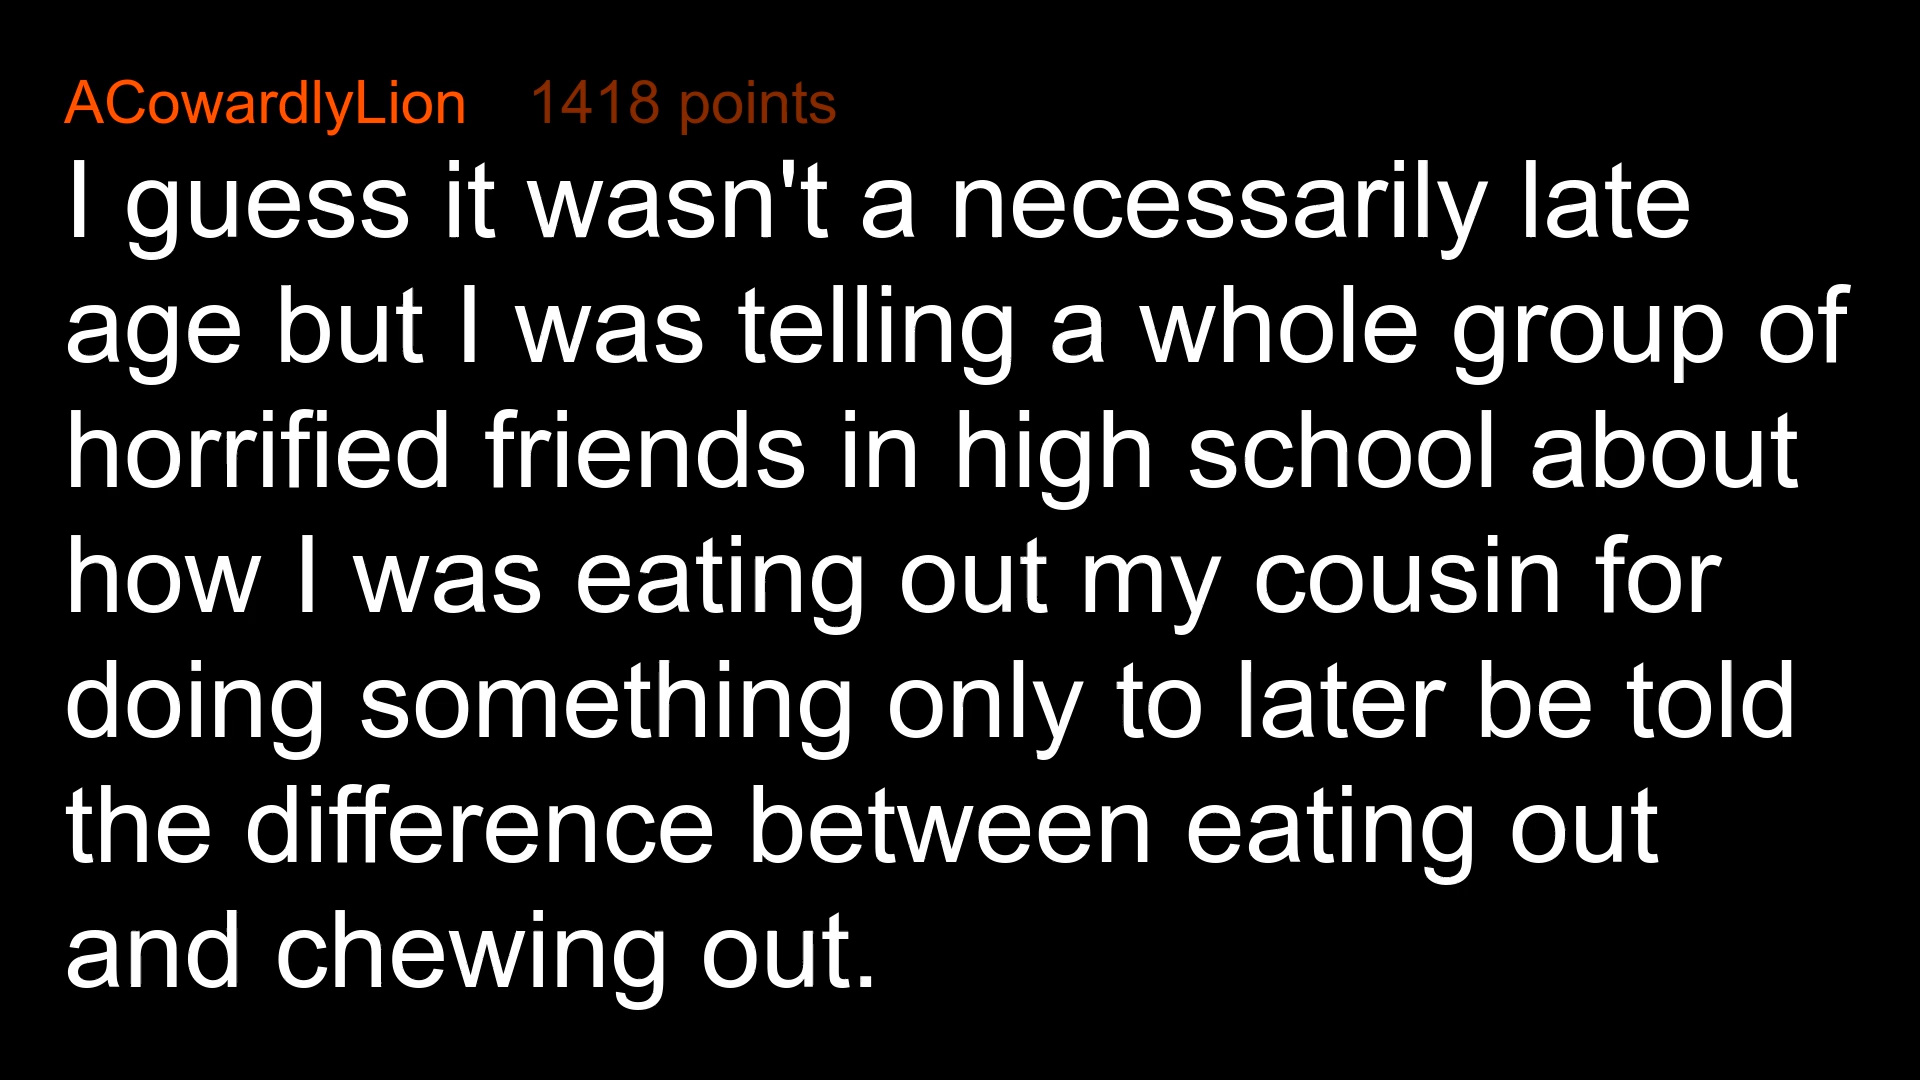 ACowardlyLion 1418 points
I guess it wasn't a necessarily late
age but I was telling a whole group of
horrified friends in high school about
how I was eating out my cousin for
doing something only to later be told
the difference between eating out
and chewing out.